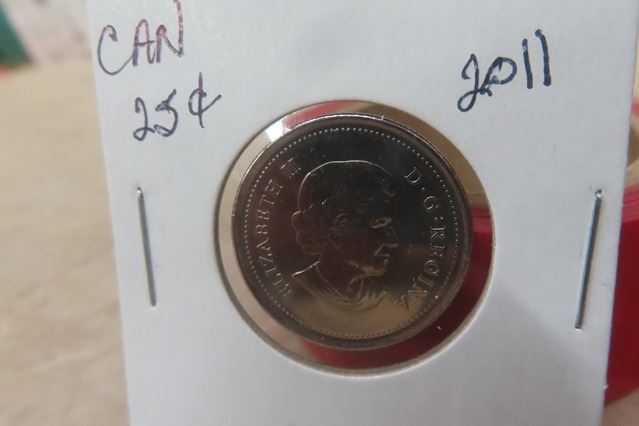 CAN
25¢
2011
ELIZABETH II
D·G·REGINA